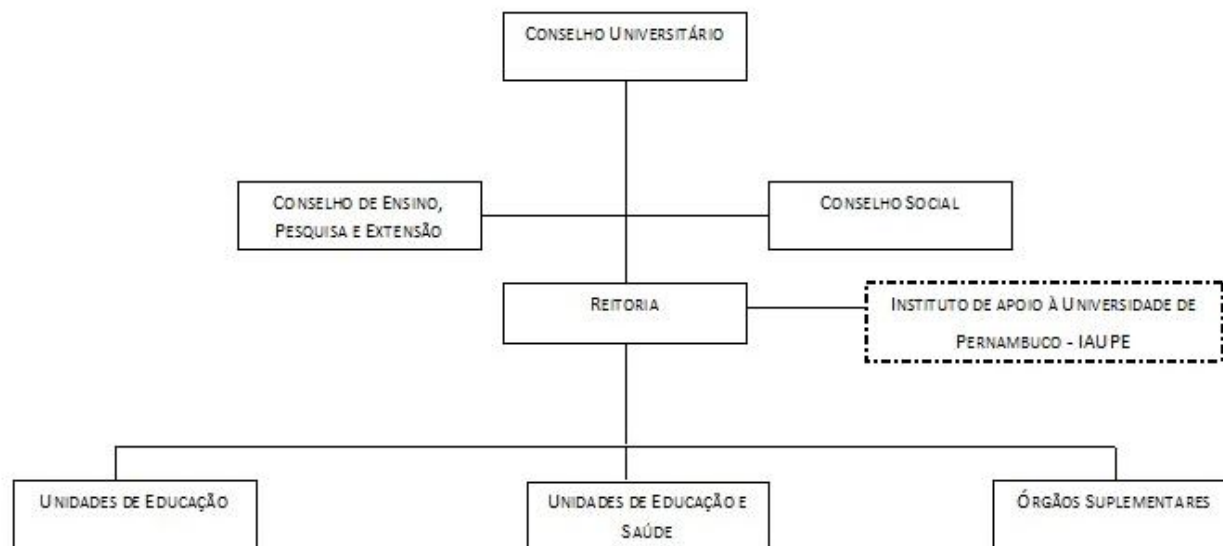 CONSELHO UNIVERSITÁRIO
CONSELHO DE ENSINO,
PESQUISA E EXTENSÃO
CONSELHO SOCIAL
REITORIA
INSTITUTO DE APOIO À UNIVERSIDADE DE
PERNAMBUCO - IAUPE
UNIDADES DE EDUCAÇÃO
UNIDADES DE EDUCAÇÃO E
SAÚDE
ÓRGÃOS SUPLEMENTARES